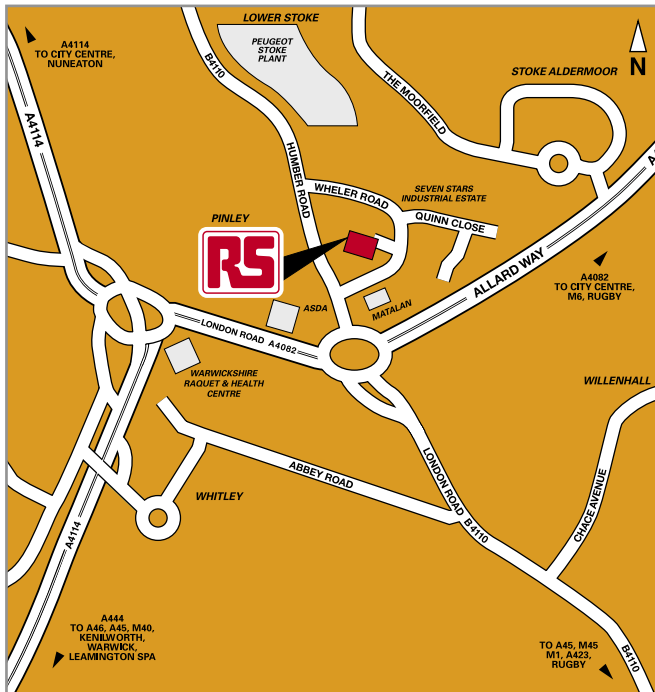 LOWER STOKE
A4114
TO CITY CENTRE,
NUNEATON
PEUGEOT
STOKE
PLANT
N
B4110
STOKE ALDERMOOR
THE MOORFIELD
A4114
HUMBER ROAD
WHELER ROAD
SEVEN STARS
INDUSTRIAL ESTATE
QUINN CLOSE
PINLEY
RS
ALLARD WAY
A4082
TO CITY CENTRE,
M6, RUGBY
ASDA
MATALAN
LONDON ROAD A4082
WARWICKSHIRE
RAQUET & HEALTH
CENTRE
WILLENHALL
ABBEY ROAD
LONDON ROAD B4110
WHITLEY
CHACE AVENUE
A4114
A444
TO A46, A45, M40,
KENILWORTH,
WARWICK,
LEAMINGTON SPA
TO A45, M45
M1, A423,
RUGBY
B4110